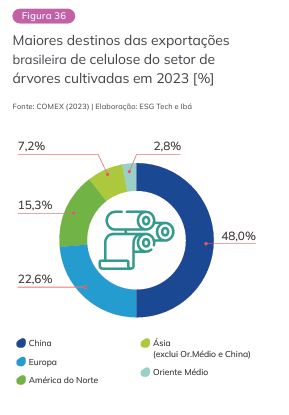 Figura 36
Maiores destinos das exportações
brasileira de celulose do setor de
árvores cultivadas em 2023 [%]
Fonte: COMEX (2023) | Elaboração: ESG Tech e Ibá
7,2%
2,8%
15,3%
48,0%
22,6%
China
Europa
América do Norte
Ásia
(exclui Or.Médio e China)
Oriente Médio